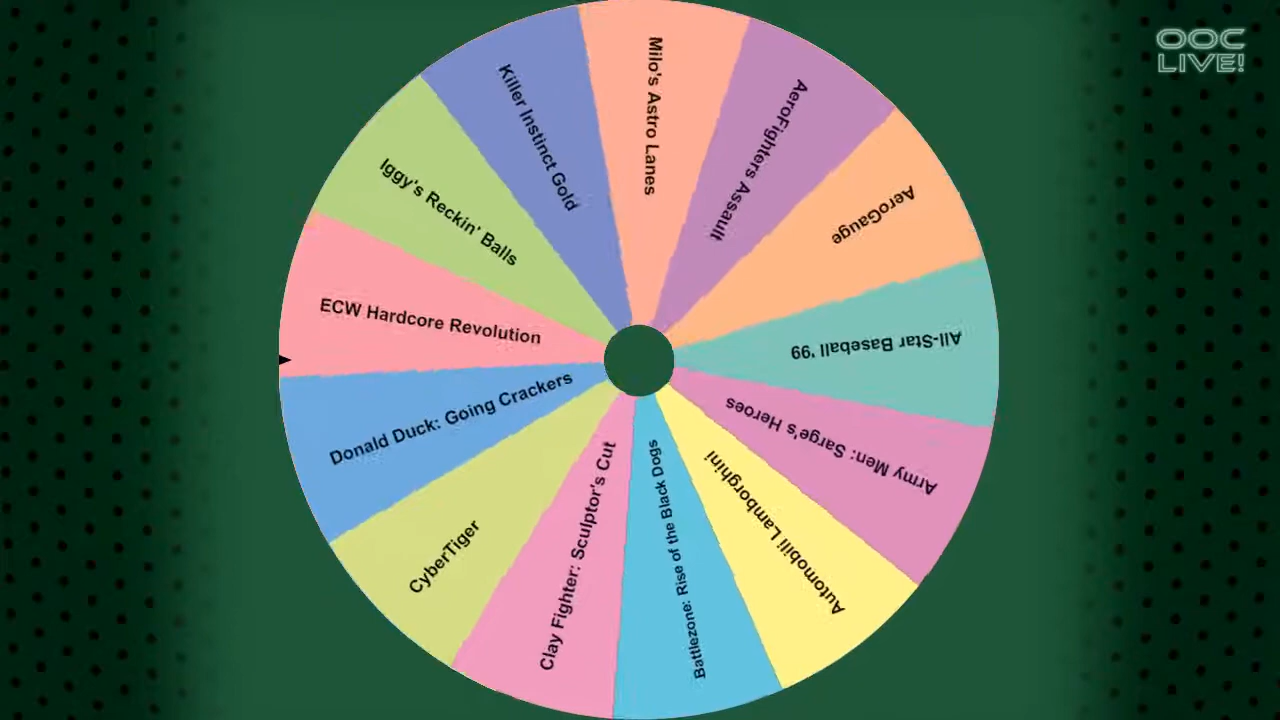 OOC
LIVE!
Milo's Astro Lanes
AeroFighters Assault
AeroGauge
All-Star Baseball '99
Army Men: Sarge's Heroes
Automobili Lamborghini
Battlezone: Rise of the Black Dogs
Clay Fighter: Sculptor's Cut
CyberTiger
Donald Duck: Going Crackers
ECW Hardcore Revolution
Iggy's Reckin' Balls
Killer Instinct Gold